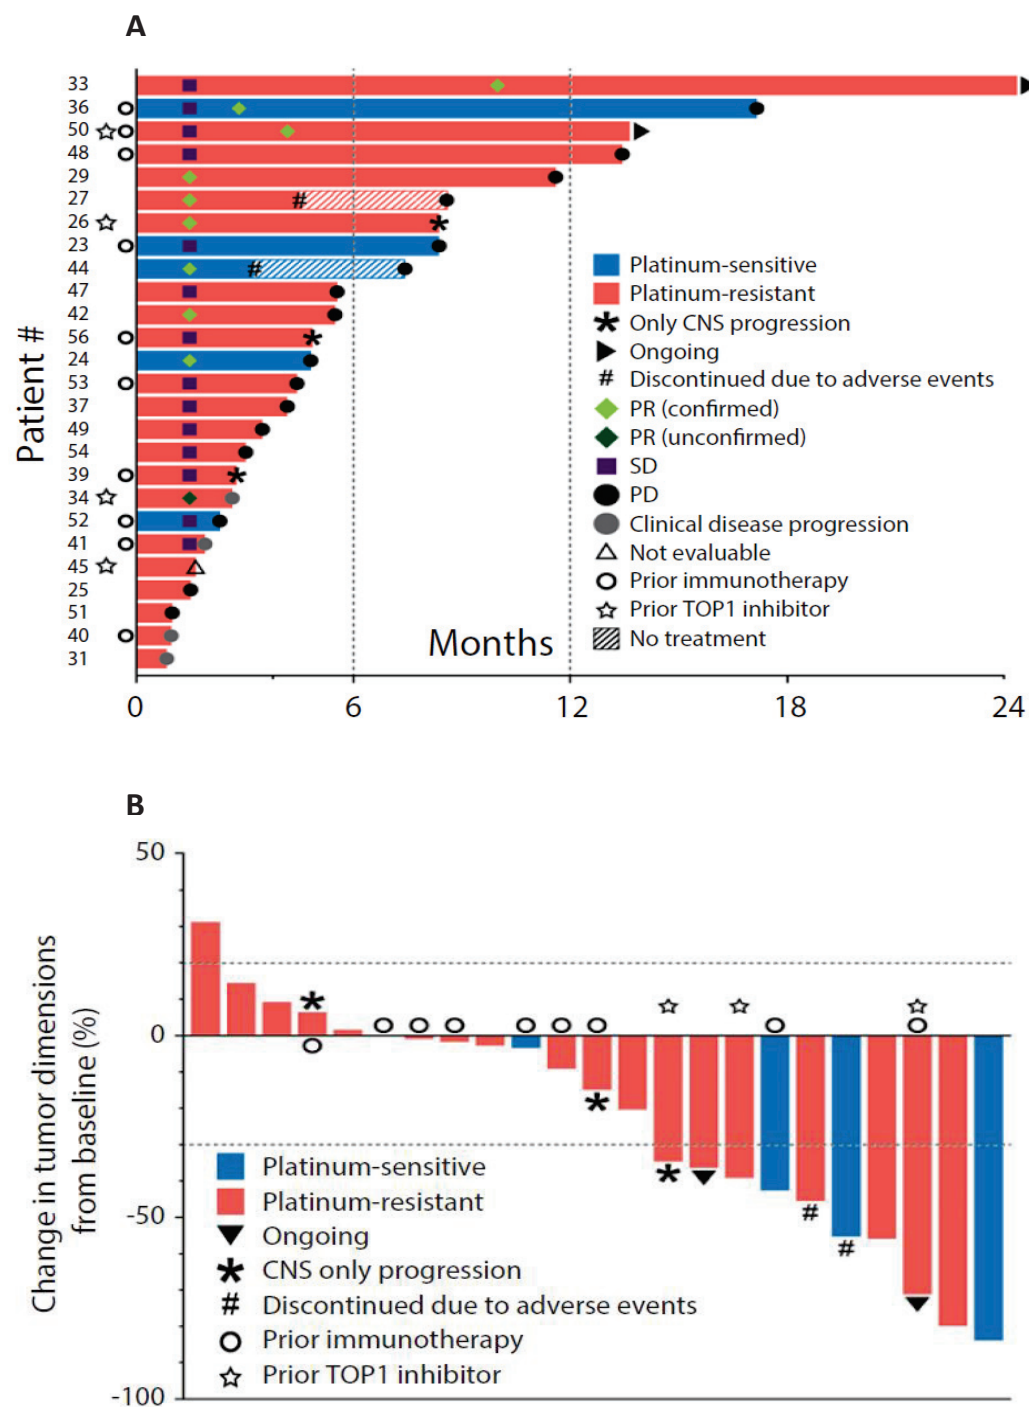 A
33
36
50
48
29
27 #
26
23
44 #
47
42
56
24
53
37
49
54
39
34
52
41
45
25
51
40
31
Patient #
Platinum-sensitive
Platinum-resistant
Only CNS progression
Ongoing
# Discontinued due to adverse events
PR (confirmed)
PR (unconfirmed)
SD
PD
Clinical disease progression
Not evaluable
Prior immunotherapy
Prior TOP1 inhibitor
No treatment
Months
0 6 12 18 24
B
50
0
-50
-100
Change in tumor dimensions
from baseline (%)
#
#
Platinum-sensitive
Platinum-resistant
Ongoing
CNS only progression
# Discontinued due to adverse events
Prior immunotherapy
Prior TOP1 inhibitor